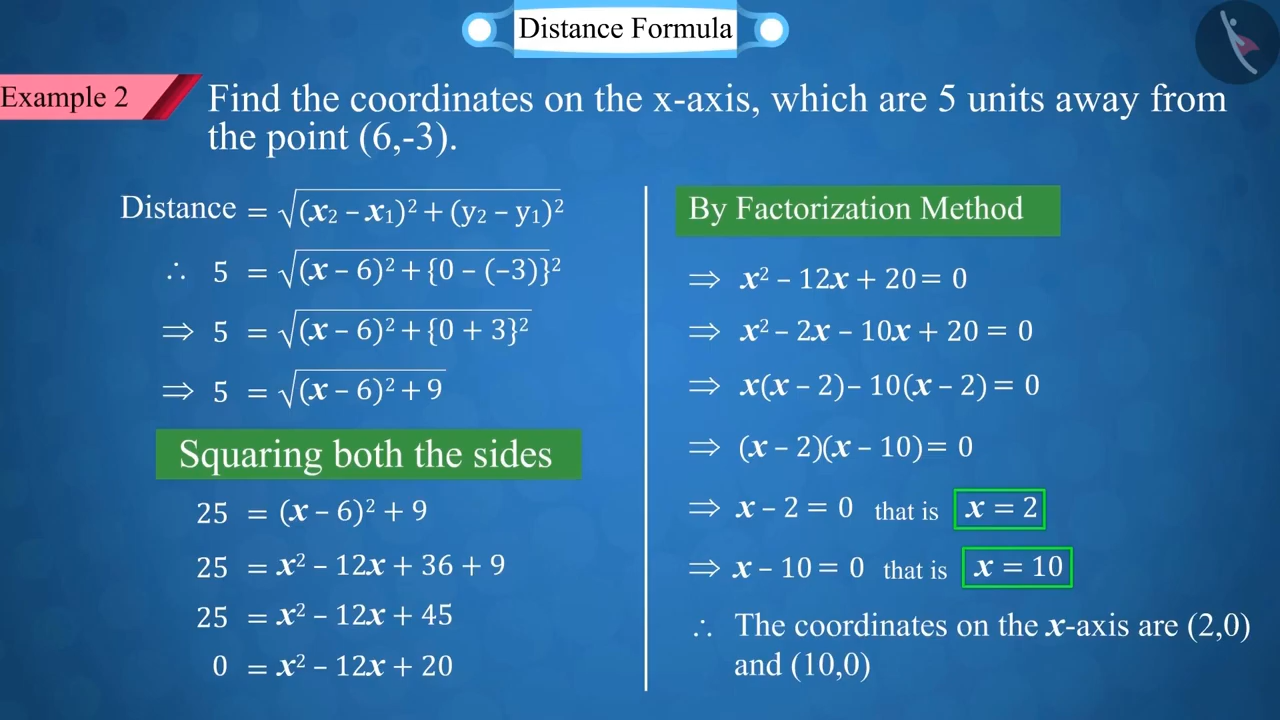 Distance Formula
Example 2
Find the coordinates on the x-axis, which are 5 units away from
the point (6,-3).
Distance = √(x₂ – x₁)² + (y₂ – y₁)²
∴ 5 = √(x – 6)² + {0 – (–3)}²
⇒ 5 = √(x – 6)² + {0 + 3}²
⇒ 5 = √(x – 6)² + 9
Squaring both the sides
25 = (x – 6)² + 9
25 = x² – 12x + 36 + 9
25 = x² – 12x + 45
0 = x² – 12x + 20
By Factorization Method
⇒ x² – 12x + 20 = 0
⇒ x² – 2x – 10x + 20 = 0
⇒ x(x – 2) – 10(x – 2) = 0
⇒ (x – 2)(x – 10) = 0
⇒ x – 2 = 0 that is x = 2
⇒ x – 10 = 0 that is x = 10
∴ The coordinates on the x-axis are (2,0)
and (10,0)